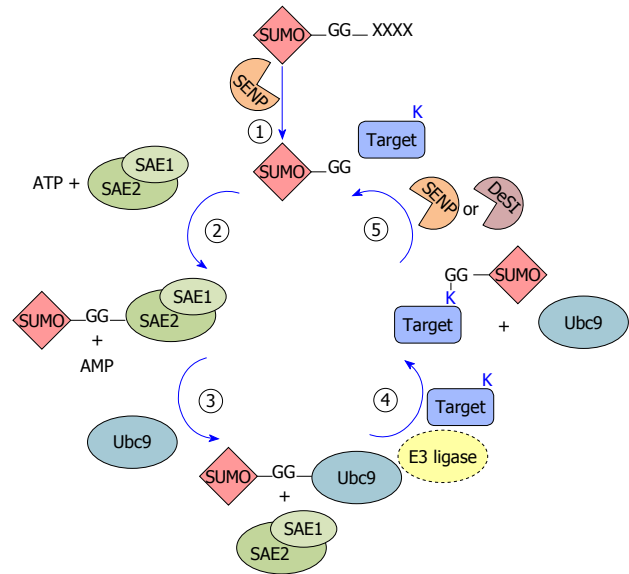 SUMO GG XXXX
SENP
1
K
Target
SUMO GG
SENP or DeSI
ATP + SAE2 SAE1
2
5
GG SUMO
K
Target + Ubc9
SUMO GG SAE2 SAE1
+
AMP
K
Target
3
4
Ubc9
E3 ligase
SUMO GG Ubc9
+
SAE1
SAE2